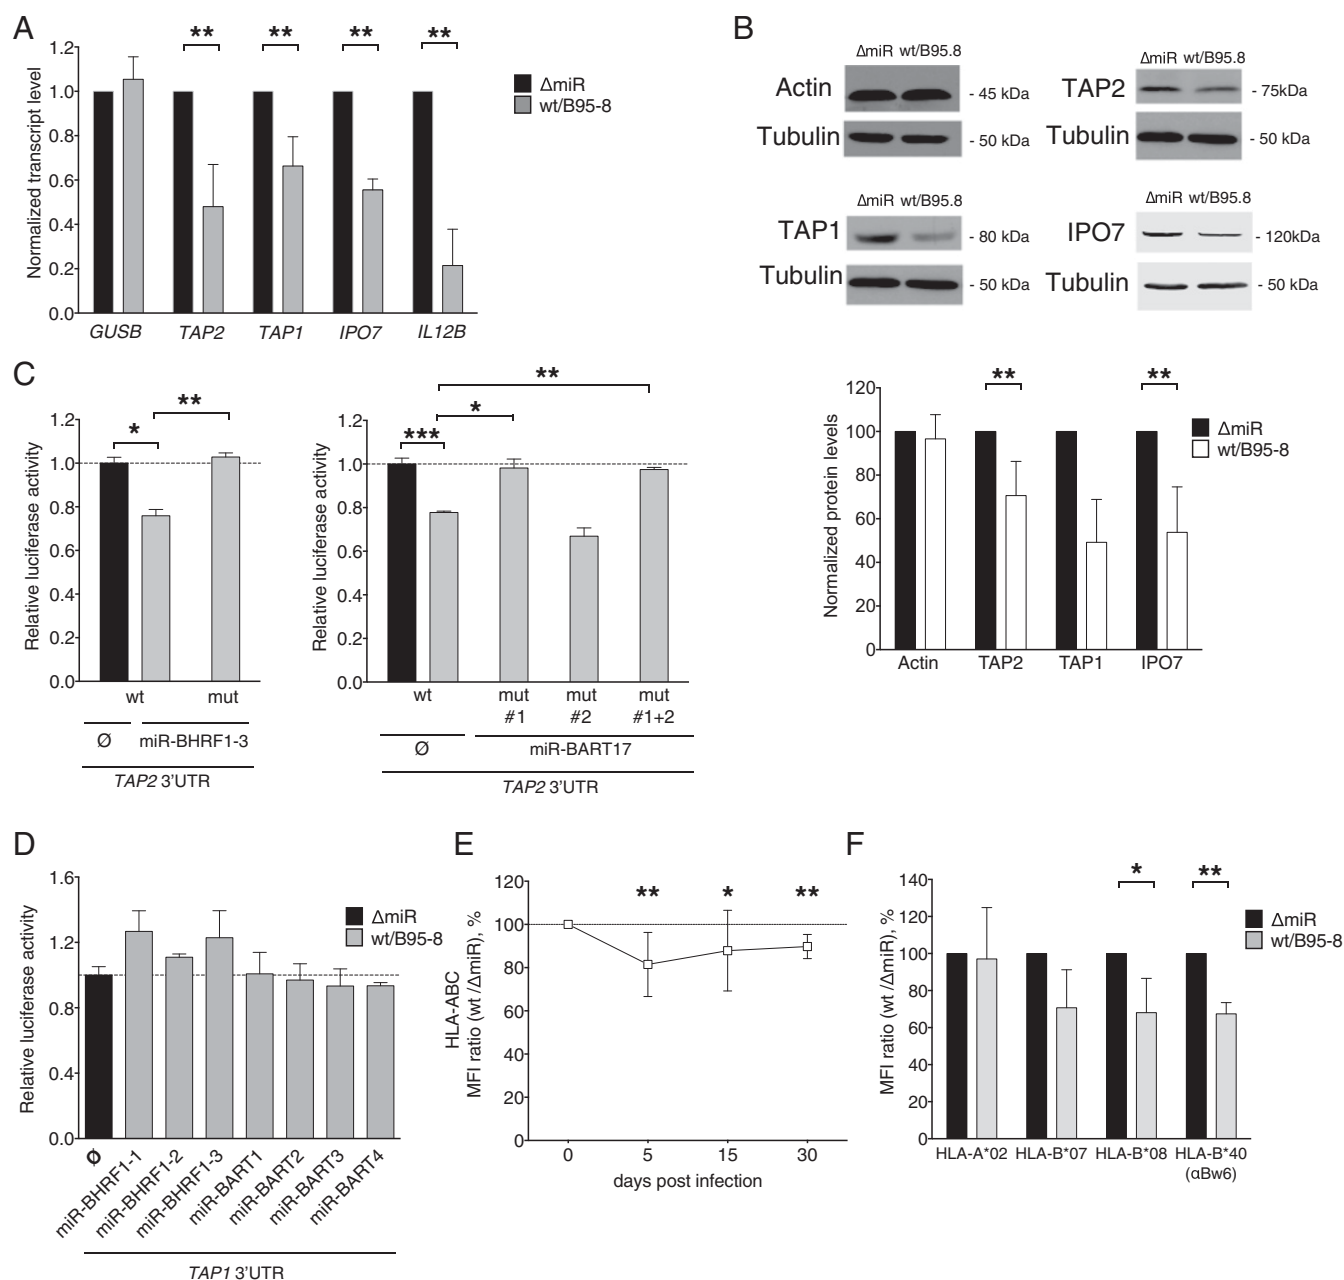 A
** ** ** **
1.2
1.0
0.8
0.6
0.4
0.2
0.0
Normalized transcript level
GUSB TAP2 TAP1 IPO7 IL12B
ΔmiR
wt/B95-8
B
ΔmiR wt/B95.8
Actin - 45 kDa
Tubulin - 50 kDa
ΔmiR wt/B95.8
TAP2 - 75kDa
Tubulin - 50 kDa
ΔmiR wt/B95.8
TAP1 - 80 kDa
Tubulin - 50 kDa
ΔmiR wt/B95.8
IPO7 - 120kDa
Tubulin - 50 kDa
** **
120
100
80
60
40
20
0
Normalized protein levels
Actin TAP2 TAP1 IPO7
ΔmiR
wt/B95-8
C
**
*
1.2
1.0
0.8
0.6
0.4
0.2
0.0
Relative luciferase activity
wt mut
Ø miR-BHRF1-3
TAP2 3'UTR
**
*
***
1.2
1.0
0.8
0.6
0.4
0.2
0.0
Relative luciferase activity
wt mut mut mut
#1 #2 #1+2
Ø miR-BART17
TAP2 3'UTR
D
1.6
1.2
0.8
0.4
0.0
Relative luciferase activity
ΔmiR
wt/B95-8
Ø
miR-BHRF1-1
miR-BHRF1-2
miR-BHRF1-3
miR-BART1
miR-BART2
miR-BART3
miR-BART4
TAP1 3'UTR
E
** * **
120
100
80
60
40
20
0
HLA-ABC
MFI ratio (wt /ΔmiR), %
0 5 15 30
days post infection
F
* **
140
120
100
80
60
40
20
0
MFI ratio (wt /ΔmiR), %
ΔmiR
wt/B95-8
HLA-A*02 HLA-B*07 HLA-B*08 HLA-B*40
(αBw6)